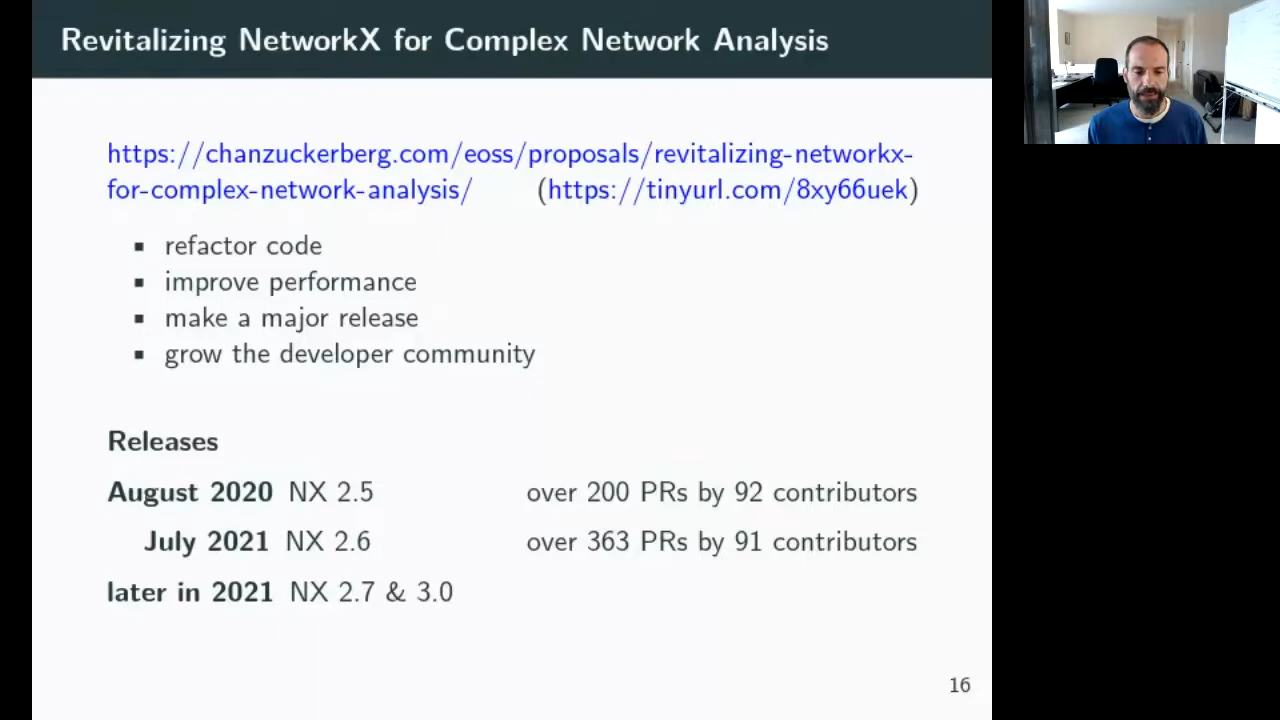 Revitalizing NetworkX for Complex Network Analysis
https://chanzuckerberg.com/eoss/proposals/revitalizing-networkx-
for-complex-network-analysis/ (https://tinyurl.com/8xy66uek)
▪ refactor code
▪ improve performance
▪ make a major release
▪ grow the developer community
Releases
August 2020 NX 2.5 over 200 PRs by 92 contributors
July 2021 NX 2.6 over 363 PRs by 91 contributors
later in 2021 NX 2.7 & 3.0
16